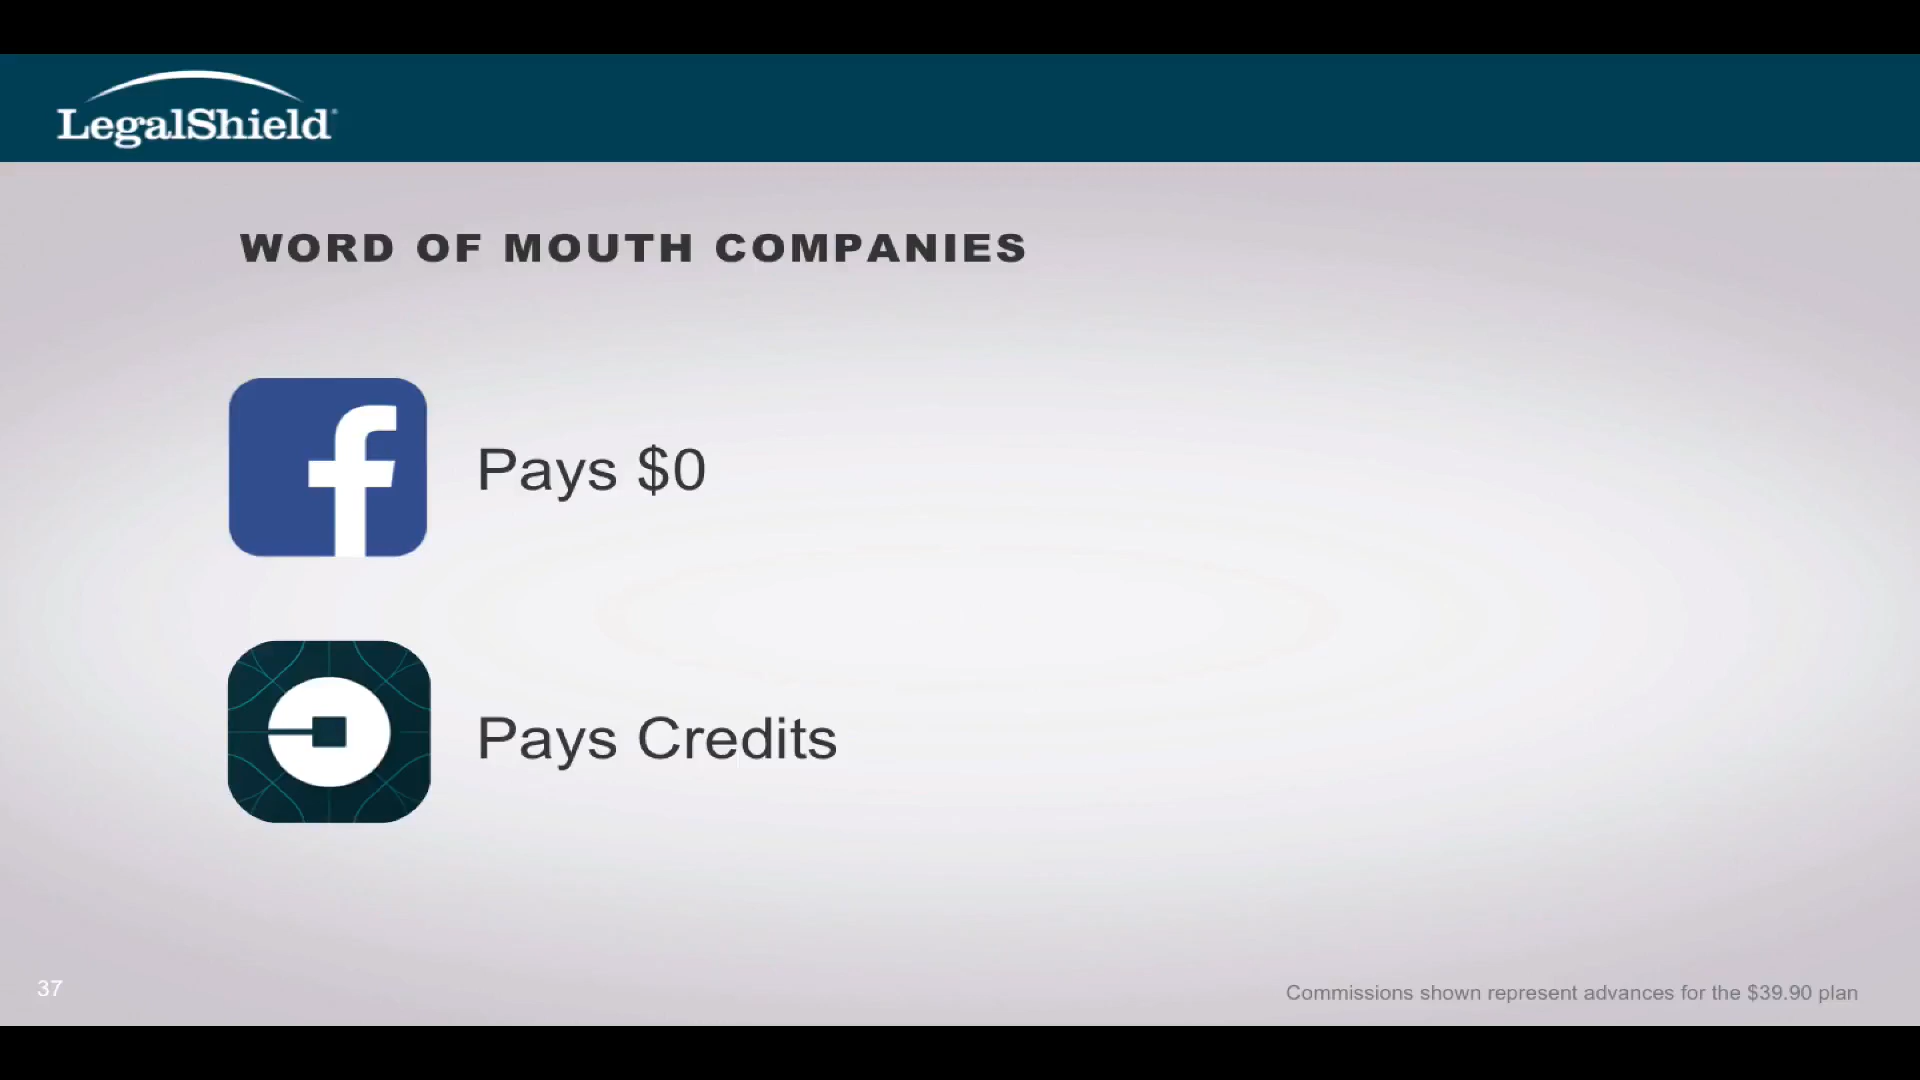 LegalShield
WORD OF MOUTH COMPANIES
f
Pays $0
Pays Credits
37
Commissions shown represent advances for the $39.90 plan